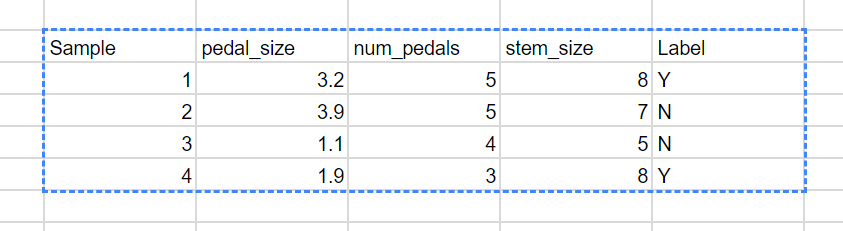 Sample pedal_size num_pedals stem_size Label
1 3.2 5 8 Y
2 3.9 5 7 N
3 1.1 4 5 N
4 1.9 3 8 Y